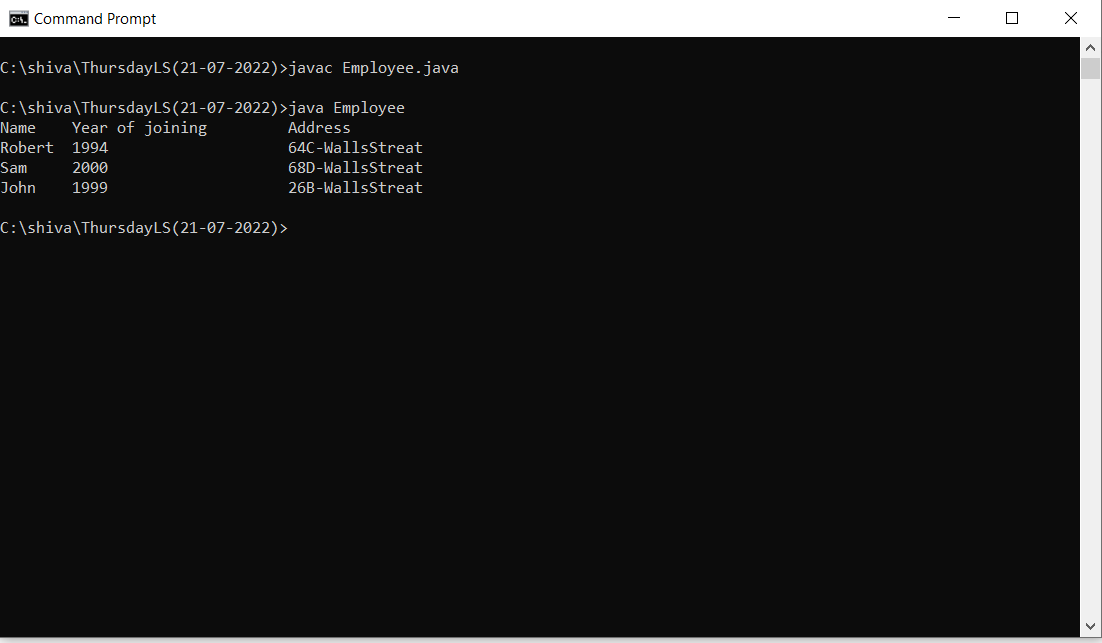 Command Prompt
C:\shiva\ThursdayLS(21-07-2022)>javac Employee.java
C:\shiva\ThursdayLS(21-07-2022)>java Employee
Name    Year of joining         Address
Robert  1994                    64C-WallsStreat
Sam     2000                    68D-WallsStreat
John    1999                    26B-WallsStreat
C:\shiva\ThursdayLS(21-07-2022)>